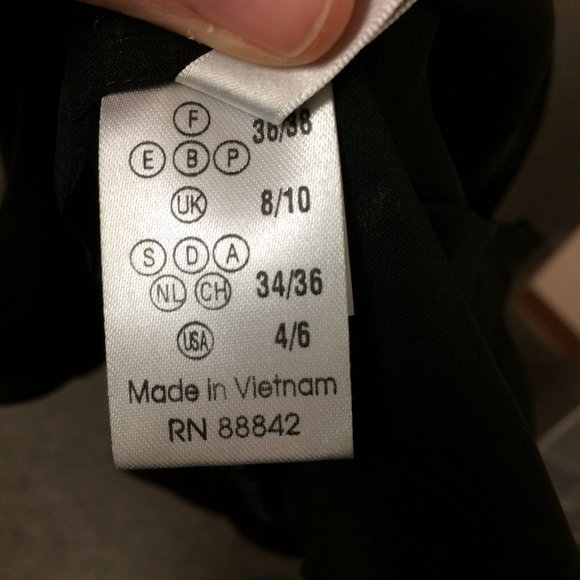 F 36/38
E B P
UK 8/10
S D A
NL CH 34/36
USA 4/6
Made in Vietnam
RN 88842